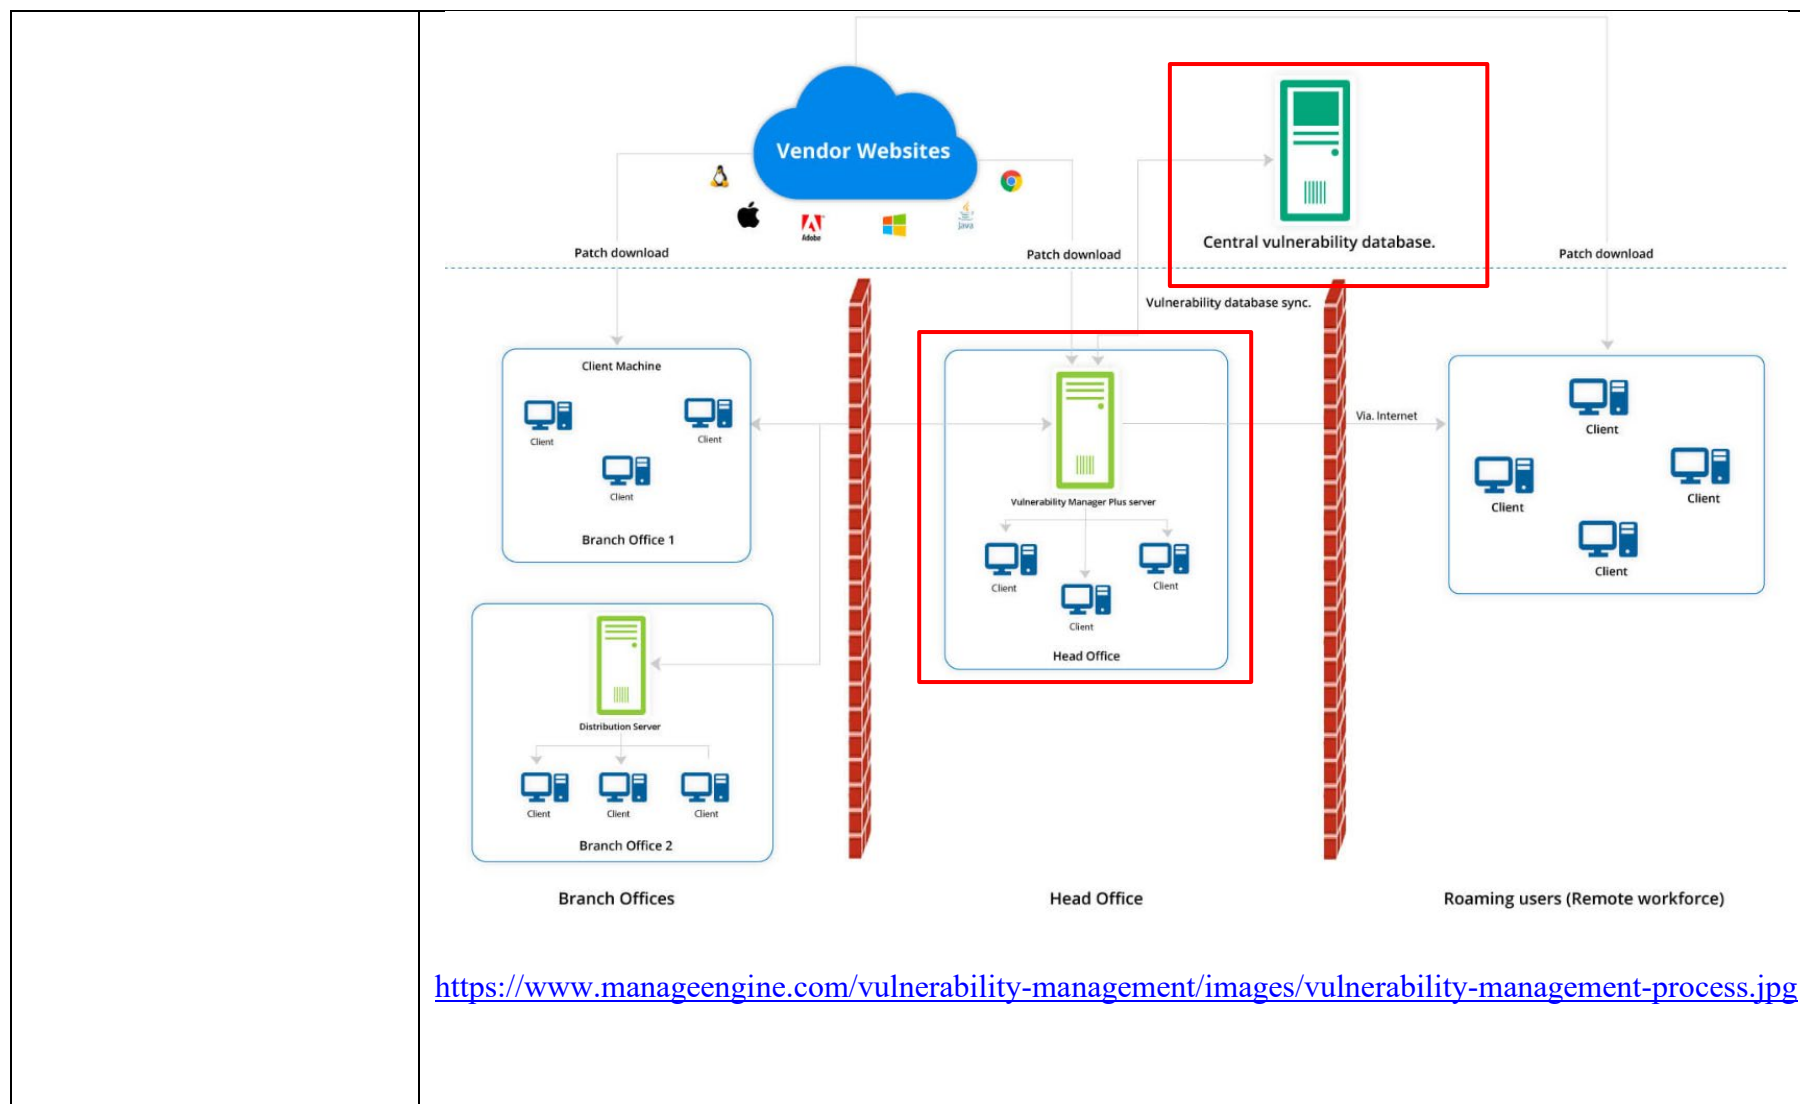 Vendor Websites
Adobe
Java
Central vulnerability database.
Patch download
Patch download
Patch download
Vulnerability database sync.
Client Machine
Client
Client
Client
Branch Office 1
Vulnerability Manager Plus server
Client
Client
Client
Head Office
Via. Internet
Client
Client
Client
Client
Distribution Server
Client
Client
Client
Branch Office 2
Branch Offices
Head Office
Roaming users (Remote workforce)
https://www.manageengine.com/vulnerability-management/images/vulnerability-management-process.jpg